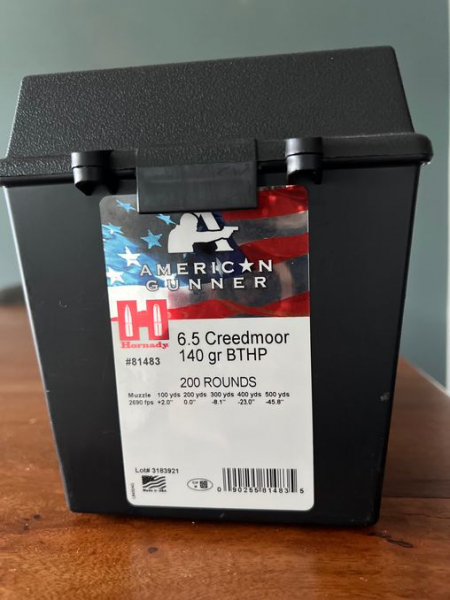 AMERIC★N
GUNNER
Hornady
#81483
6.5 Creedmoor
140 gr BTHP
200 ROUNDS
Muzzle 100 yds 200 yds 300 yds 400 yds 500 yds
2690 fps +2.0" 0.0" -8.1" -23.0" -45.8"
Lot# 3183921
Made in USA
0 90255 81483 5